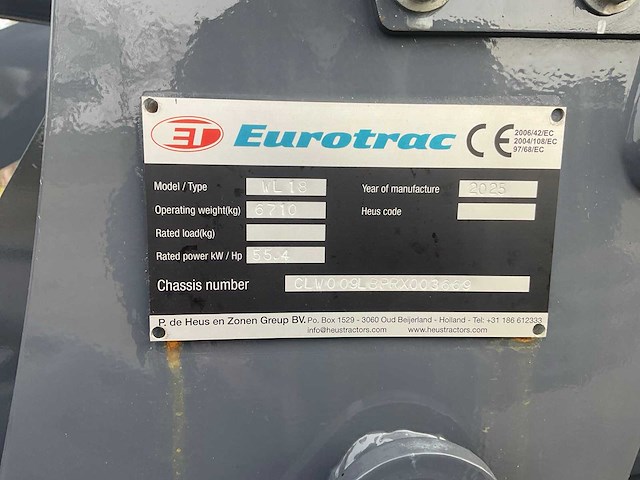 ET Eurotrac CE 2006/42/EC
2004/108/EC
97/68/EC
Model / Type WL18 Year of manufacture 2025
Operating weight(kg) 6710 Heus code
Rated load(kg)
Rated power kW / Hp 55.4
Chassis number
P. de Heus en Zonen Greup BV. Po. Box 1529 - 3060 Oud Beijerland - Holland - Tel: +31 186 612333
info@heustractors.com www.heustractors.com